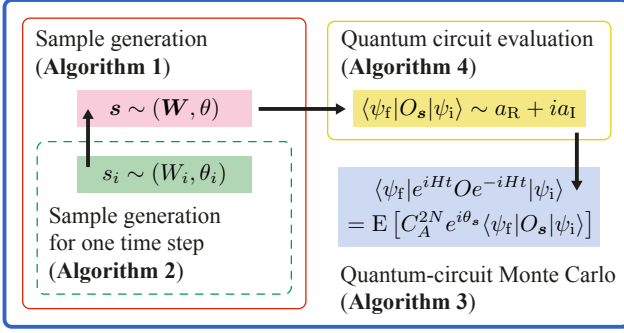 Sample generation
(Algorithm 1)
s ∼ (W, θ)
s_i ∼ (W_i, θ_i)
Sample generation
for one time step
(Algorithm 2)
Quantum circuit evaluation
(Algorithm 4)
⟨ψ_f|O_s|ψ_i⟩ ∼ a_R + ia_I
⟨ψ_f|e^{iHt}Oe^{−iHt}|ψ_i⟩
= E [C_A^{2N} e^{iθ_s}⟨ψ_f|O_s|ψ_i⟩]
Quantum-circuit Monte Carlo
(Algorithm 3)